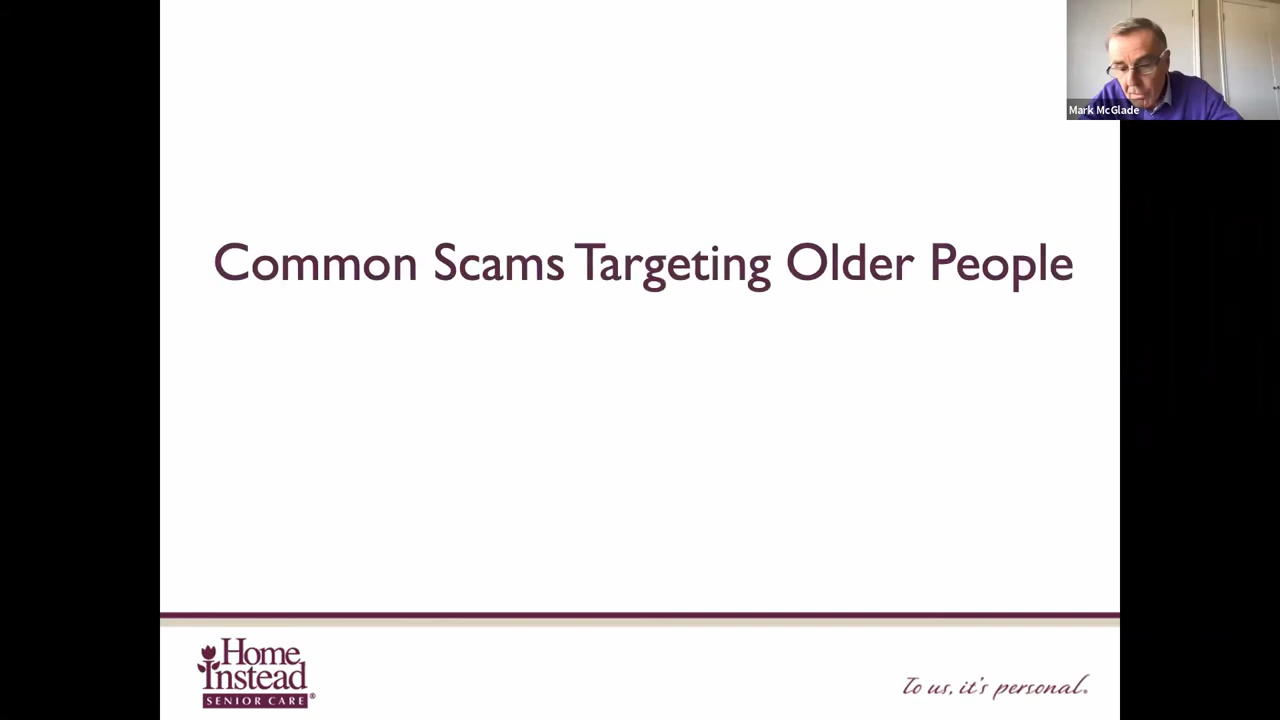 Mark McGlade
Common Scams Targeting Older People
Home
Instead
SENIOR CARE®
To us, it's personal.